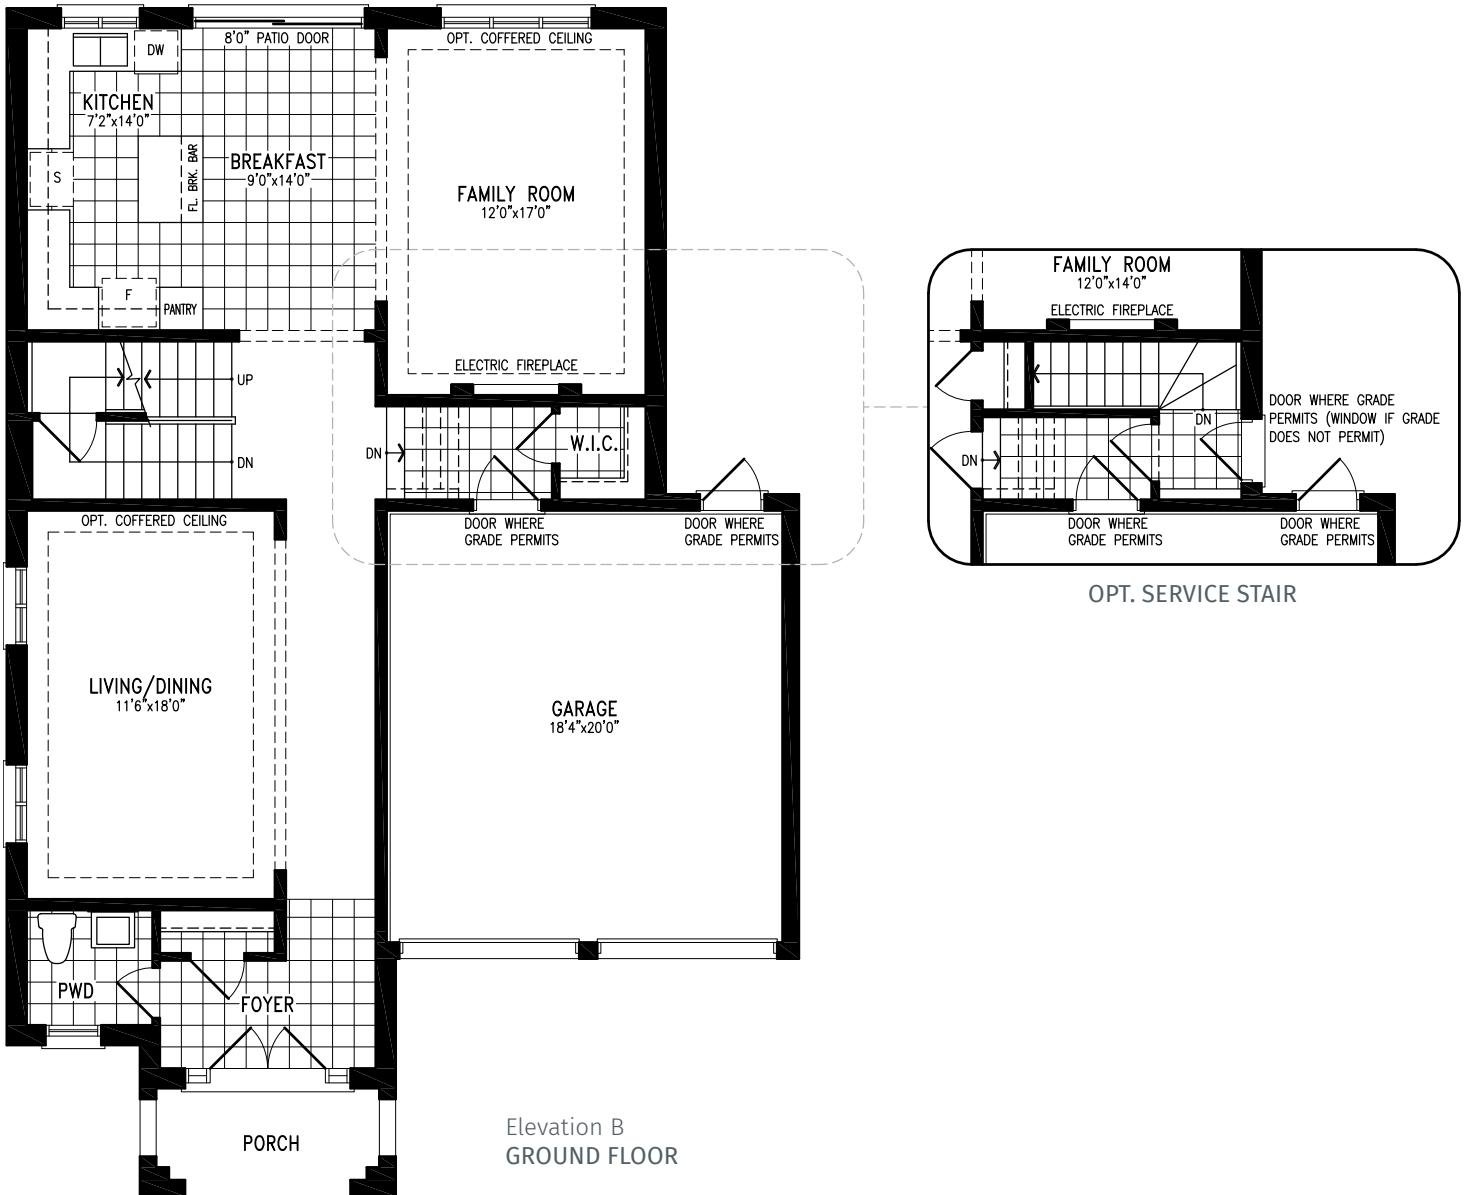 8'0" PATIO DOOR
OPT. COFFERED CEILING
DW
KITCHEN
7'2"x14'0"
S
FL. BRK. BAR
BREAKFAST
9'0"x14'0"
FAMILY ROOM
12'0"x17'0"
F
PANTRY
ELECTRIC FIREPLACE
UP
DN
DN
W.I.C.
DOOR WHERE
GRADE PERMITS
DOOR WHERE
GRADE PERMITS
OPT. COFFERED CEILING
LIVING/DINING
11'6"x18'0"
GARAGE
18'4"x20'0"
PWD
FOYER
PORCH
Elevation B
GROUND FLOOR
FAMILY ROOM
12'0"x14'0"
ELECTRIC FIREPLACE
DN
DN
DOOR WHERE GRADE
PERMITS (WINDOW IF GRADE
DOES NOT PERMIT)
DOOR WHERE
GRADE PERMITS
DOOR WHERE
GRADE PERMITS
OPT. SERVICE STAIR